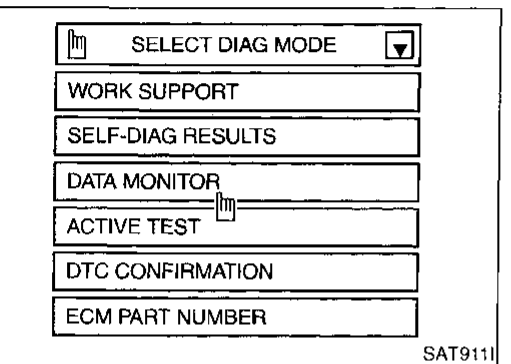 SELECT DIAG MODE
WORK SUPPORT
SELF-DIAG RESULTS
DATA MONITOR
ACTIVE TEST
DTC CONFIRMATION
ECM PART NUMBER
SAT911I